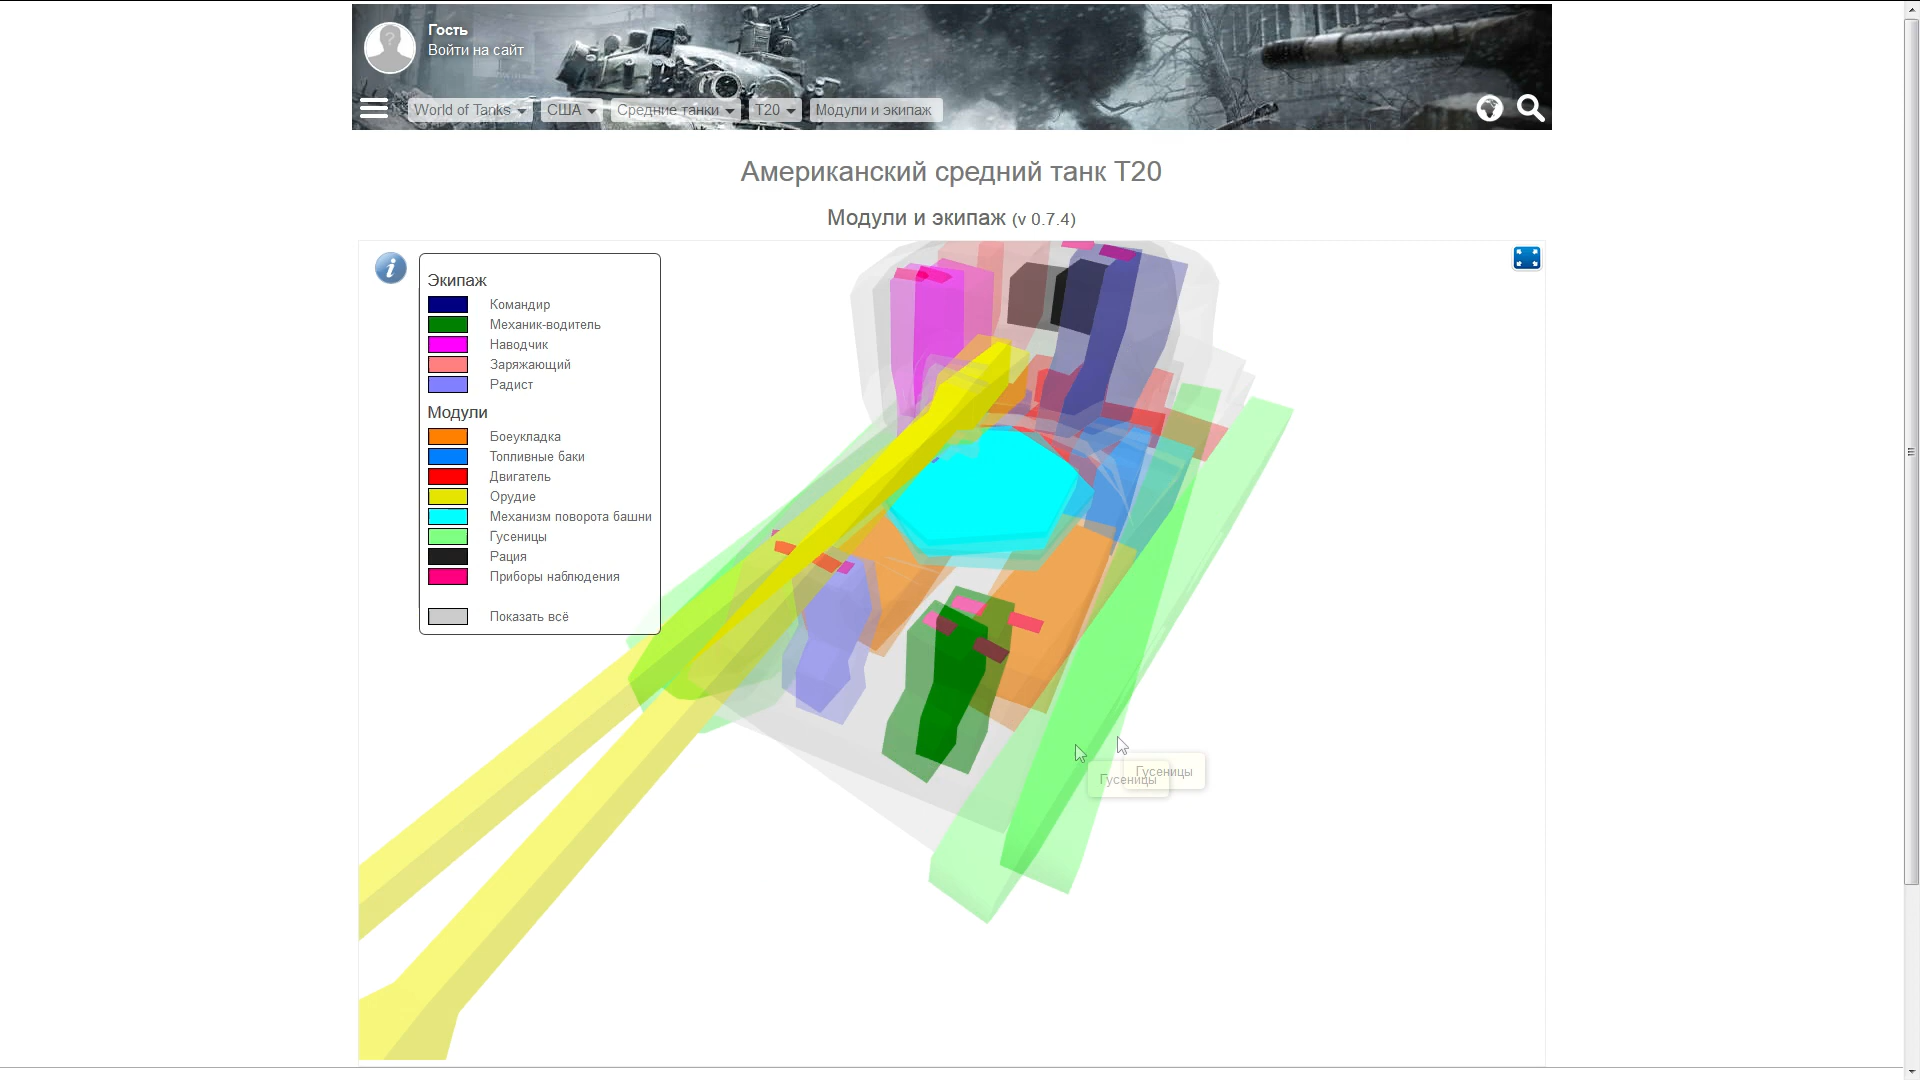 Гость
Войти на сайт
World of Tanks США Средние танки T20 Модули и экипаж
Американский средний танк T20
Модули и экипаж (v 0.7.4)
Экипаж
Командир
Механик-водитель
Наводчик
Заряжающий
Радист
Модули
Боеукладка
Топливные баки
Двигатель
Орудие
Механизм поворота башни
Гусеницы
Рация
Приборы наблюдения
Показать всё
Гусеницы
Гусеницы